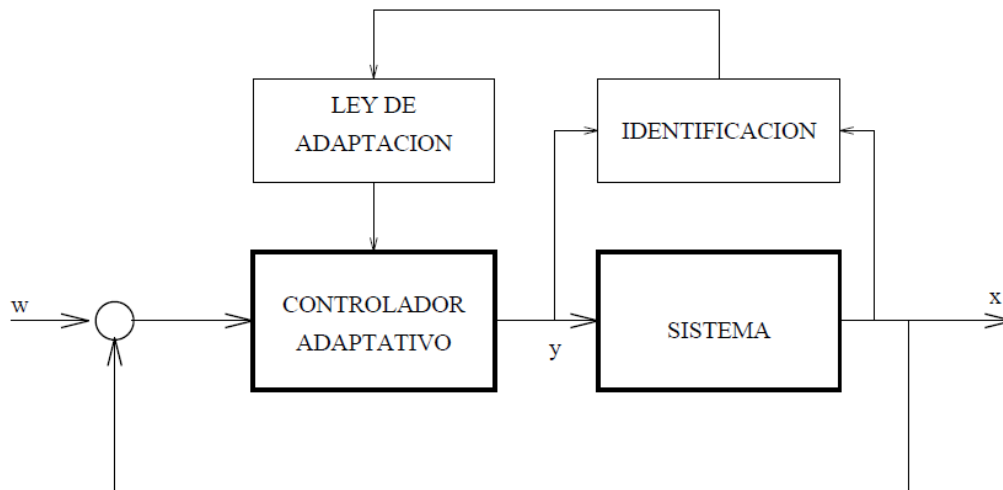 LEY DE
ADAPTACION
IDENTIFICACION
w
CONTROLADOR
ADAPTATIVO
y
SISTEMA
x